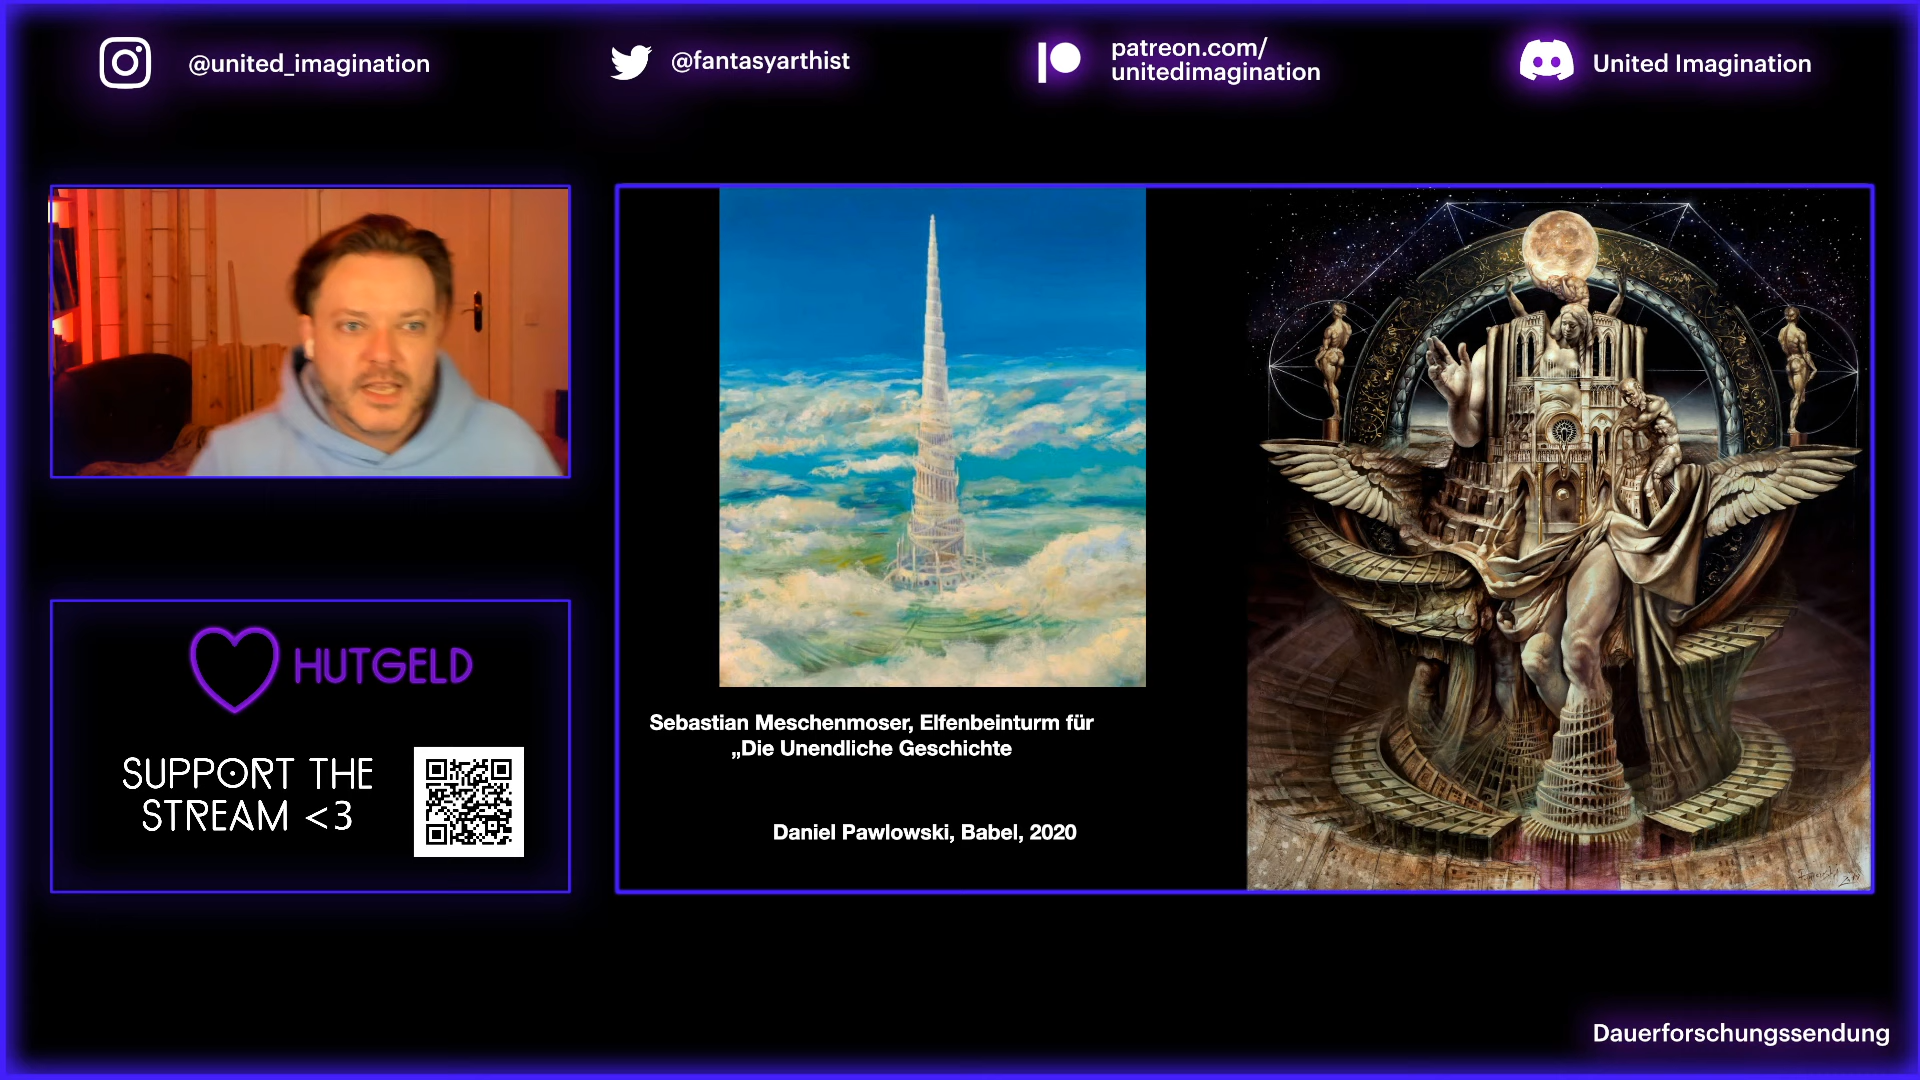 @united_imagination
@fantasyarthist
patreon.com/
unitedimagination
United Imagination
HUTGELD
SUPPORT THE
STREAM <3
Sebastian Meschenmoser, Elfenbeinturm für
„Die Unendliche Geschichte
Daniel Pawlowski, Babel, 2020
Dauerforschungssendung